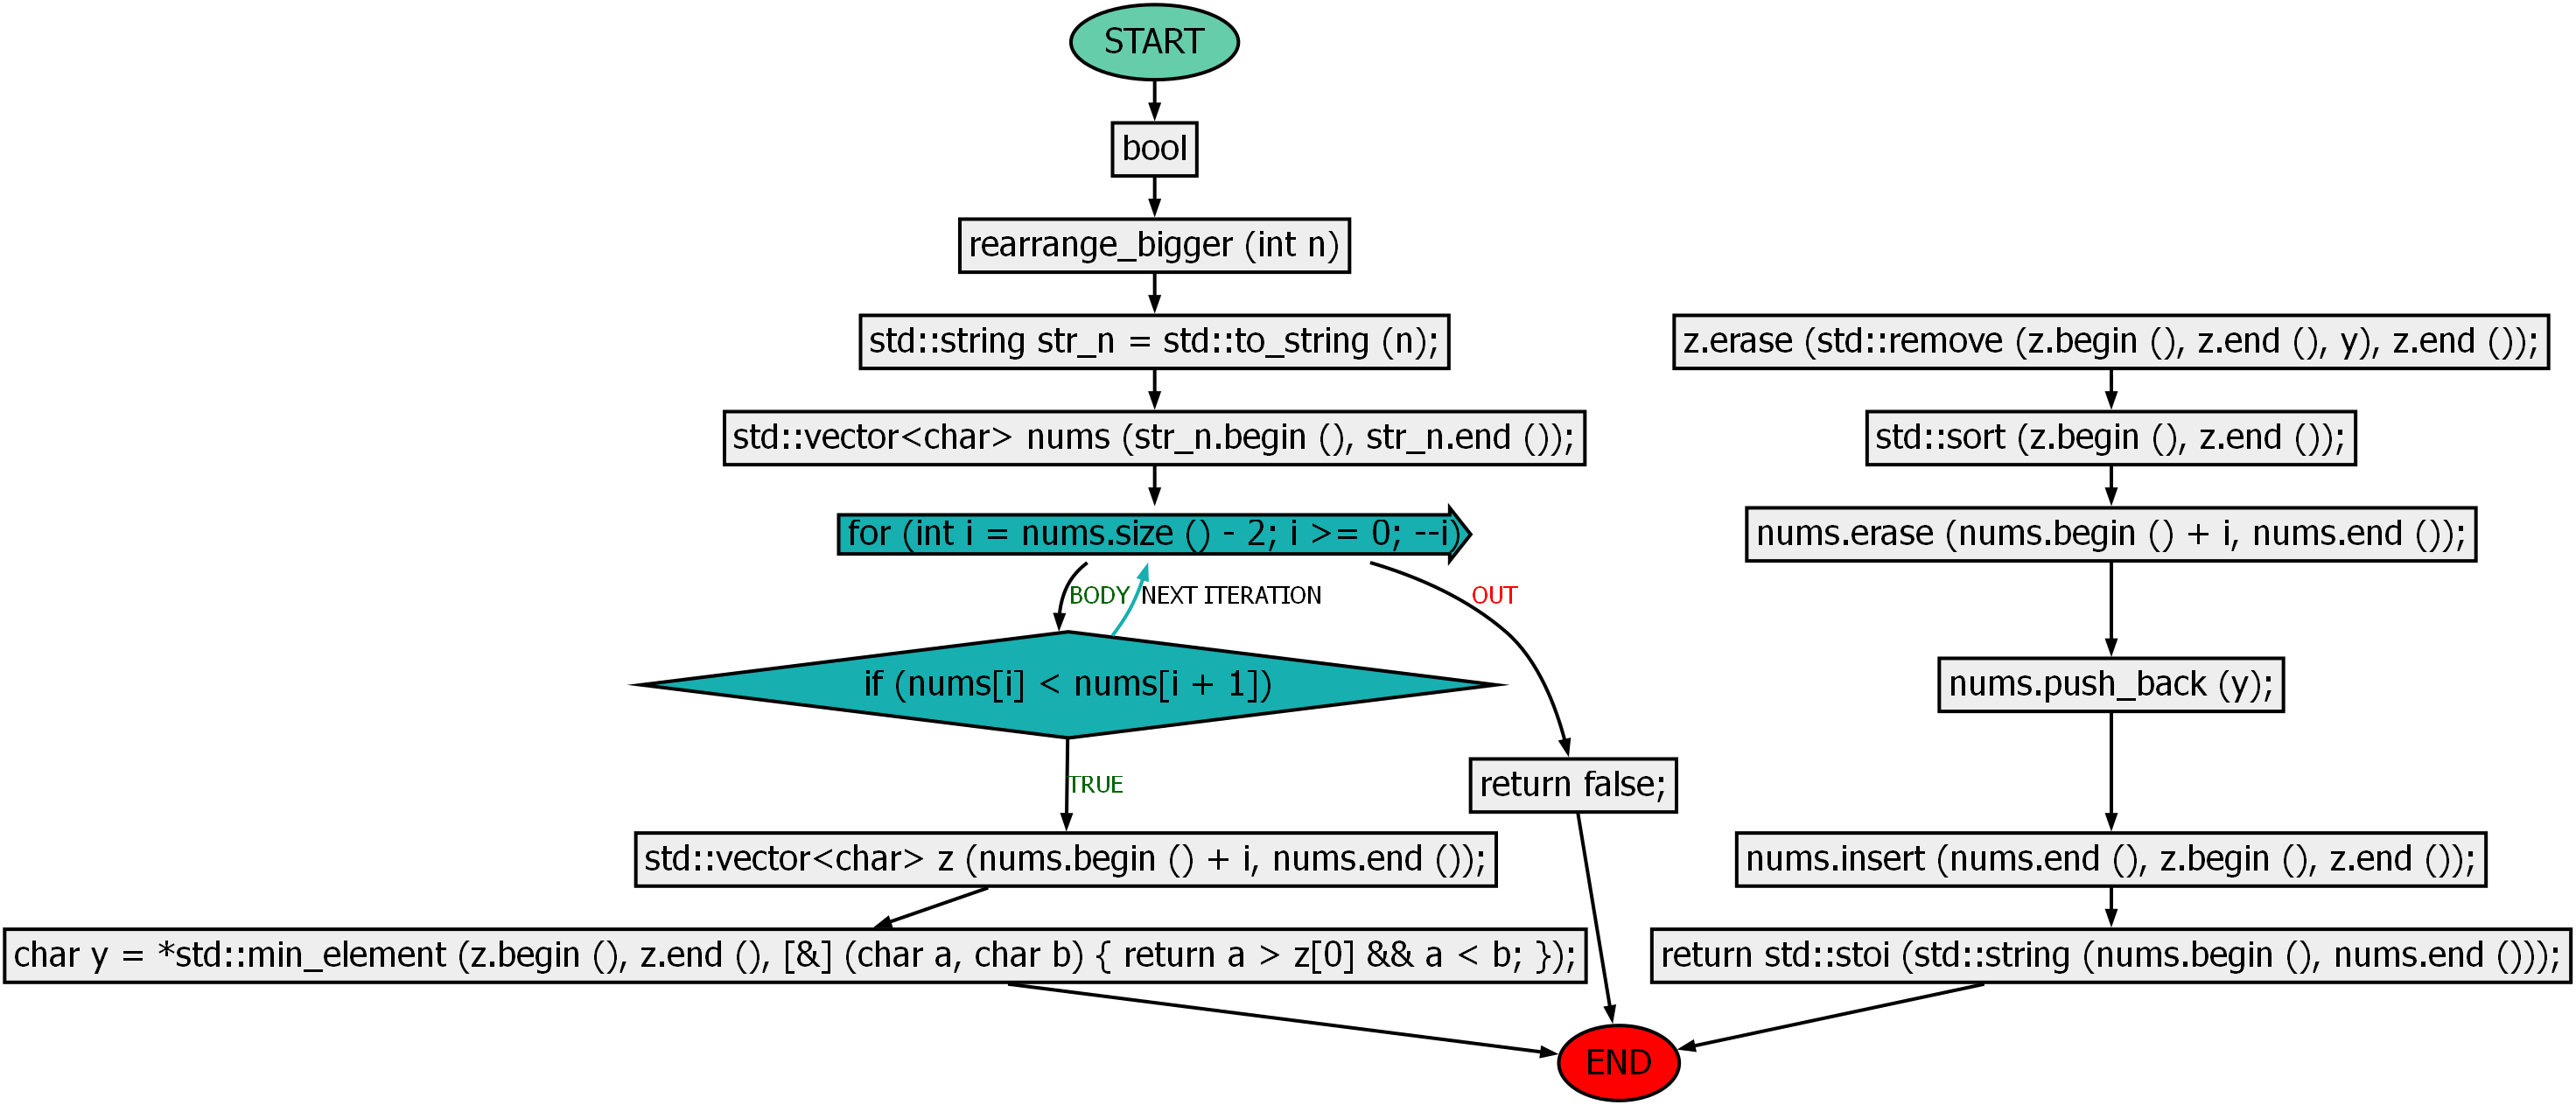 START
bool
rearrange_bigger (int n)
std::string str_n = std::to_string (n);
std::vector<char> nums (str_n.begin (), str_n.end ());
for (int i = nums.size () - 2; i >= 0; --i)
BODY
NEXT ITERATION
OUT
if (nums[i] < nums[i + 1])
TRUE
return false;
std::vector<char> z (nums.begin () + i, nums.end ());
char y = *std::min_element (z.begin (), z.end (), [&] (char a, char b) { return a > z[0] && a < b; });
z.erase (std::remove (z.begin (), z.end (), y), z.end ());
std::sort (z.begin (), z.end ());
nums.erase (nums.begin () + i, nums.end ());
nums.push_back (y);
nums.insert (nums.end (), z.begin (), z.end ());
return std::stoi (std::string (nums.begin (), nums.end ()));
END